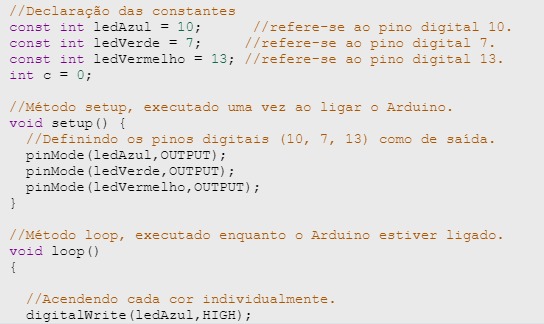 //Declaração das constantes
const int ledAzul = 10;      //refere-se ao pino digital 10.
const int ledVerde = 7;     //refere-se ao pino digital 7.
const int ledVermelho = 13; //refere-se ao pino digital 13.
int c = 0;
//Método setup, executado uma vez ao ligar o Arduino.
void setup() {
  //Definindo os pinos digitais (10, 7, 13) como de saída.
  pinMode(ledAzul,OUTPUT);
  pinMode(ledVerde,OUTPUT);
  pinMode(ledVermelho,OUTPUT);
}
//Método loop, executado enquanto o Arduino estiver ligado.
void loop()
{
  //Acendendo cada cor individualmente.
  digitalWrite(ledAzul,HIGH);